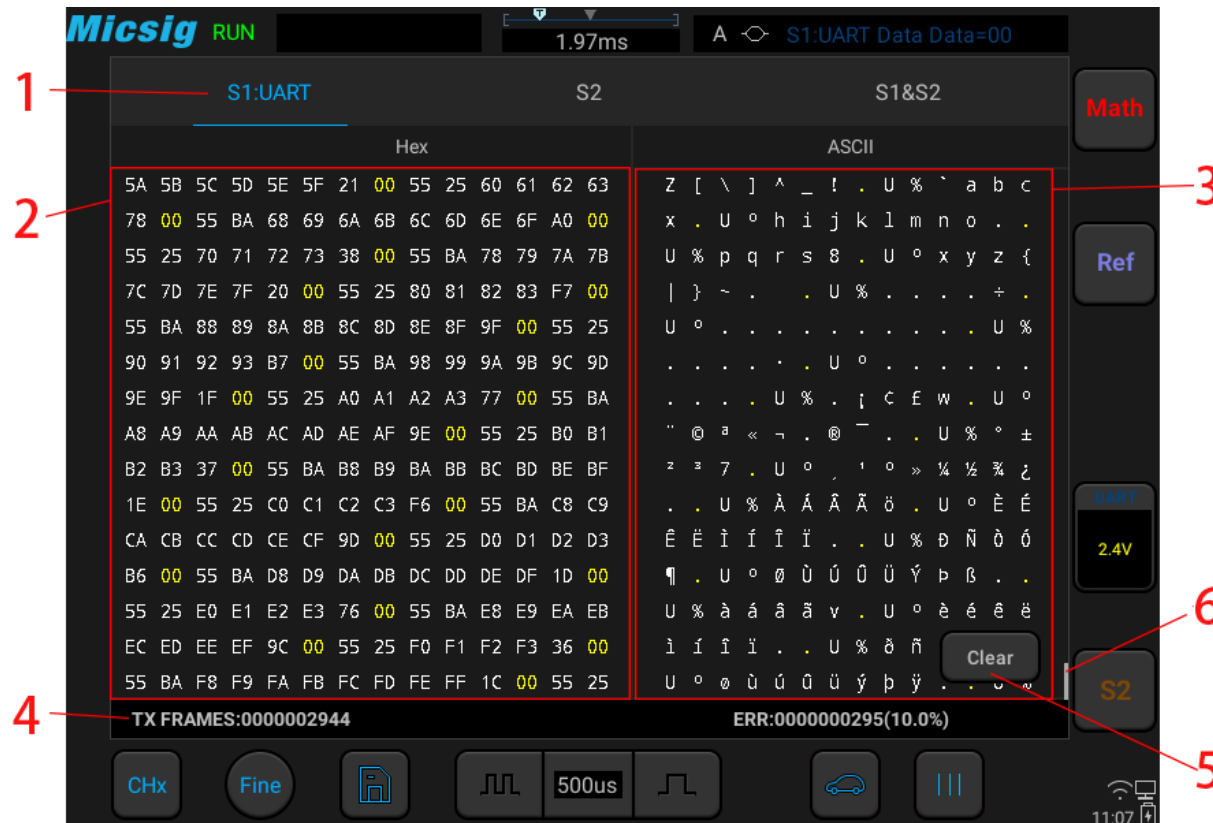 Micsig RUN T 1.97ms A S1:UART Data Data=00
1 S1:UART S2 S1&S2
Math
Hex ASCII
2 3
5A 5B 5C 5D 5E 5F 21 00 55 25 60 61 62 63 Z [ \ ] ^ _ ! . U % ` a b c
78 00 55 BA 68 69 6A 6B 6C 6D 6E 6F A0 00 x . U º h i j k l m n o . .
55 25 70 71 72 73 38 00 55 BA 78 79 7A 7B U % p q r s 8 . U º x y z {
Ref
7C 7D 7E 7F 20 00 55 25 80 81 82 83 F7 00 | } ~ . . U % . . . . ÷ .
55 BA 88 89 8A 8B 8C 8D 8E 8F 9F 00 55 25 U º . . . . . . . . . . U %
90 91 92 93 B7 00 55 BA 98 99 9A 9B 9C 9D . . . . · . U º . . . . . .
9E 9F 1F 00 55 25 A0 A1 A2 A3 77 00 55 BA . . . . U % . ¡ ¢ £ w . U º
A8 A9 AA AB AC AD AE AF 9E 00 55 25 B0 B1 ¨ © ª « ¬ . ® ¯ . . U % ° ±
B2 B3 37 00 55 BA B8 B9 BA BB BC BD BE BF ² ³ 7 . U º ¸ ¹ º » ¼ ½ ¾ ¿
1E 00 55 25 C0 C1 C2 C3 F6 00 55 BA C8 C9 . . U % À Á Â Ã ö . U º È É
UART
CA CB CC CD CE CF 9D 00 55 25 D0 D1 D2 D3 Ê Ë Ì Í Î Ï . . U % Ð Ñ Ò Ó
2.4V
B6 00 55 BA D8 D9 DA DB DC DD DE DF 1D 00 ¶ . U º Ø Ù Ú Û Ü Ý Þ ß . .
55 25 E0 E1 E2 E3 76 00 55 BA E8 E9 EA EB U % à á â ã v . U º è é ê ë
6
EC ED EE EF 9C 00 55 25 F0 F1 F2 F3 36 00 ì í î ï . . U % ð ñ
Clear
55 BA F8 F9 FA FB FC FD FE FF 1C 00 55 25 U º ø ù ú û ü ý þ ÿ . .
S2
4 TX FRAMES:0000002944 ERR:0000000295(10.0%)
5
CHx Fine 500us
11:07